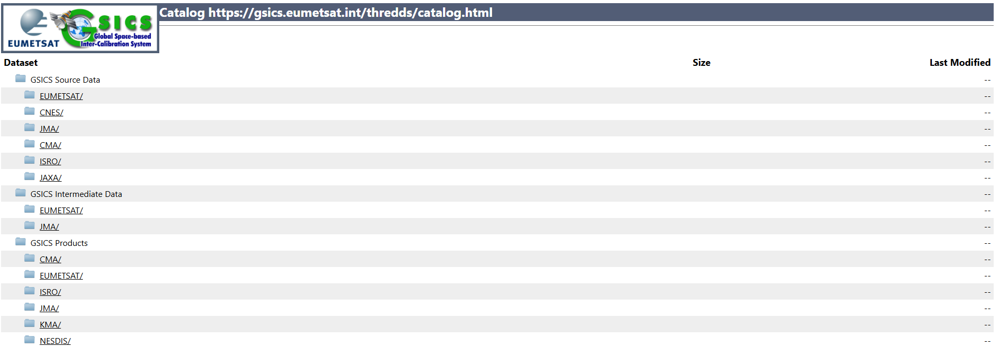 Catalog https://gsics.eumetsat.int/thredds/catalog.html
EUMETSAT
GSICS
Global Space-based
Inter-Calibration System
Dataset Size Last Modified
GSICS Source Data --
EUMETSAT/ --
CNES/ --
JMA/ --
CMA/ --
ISRO/ --
JAXA/ --
GSICS Intermediate Data --
EUMETSAT/ --
JMA/ --
GSICS Products --
CMA/ --
EUMETSAT/ --
ISRO/ --
JMA/ --
KMA/ --
NESDIS/ --